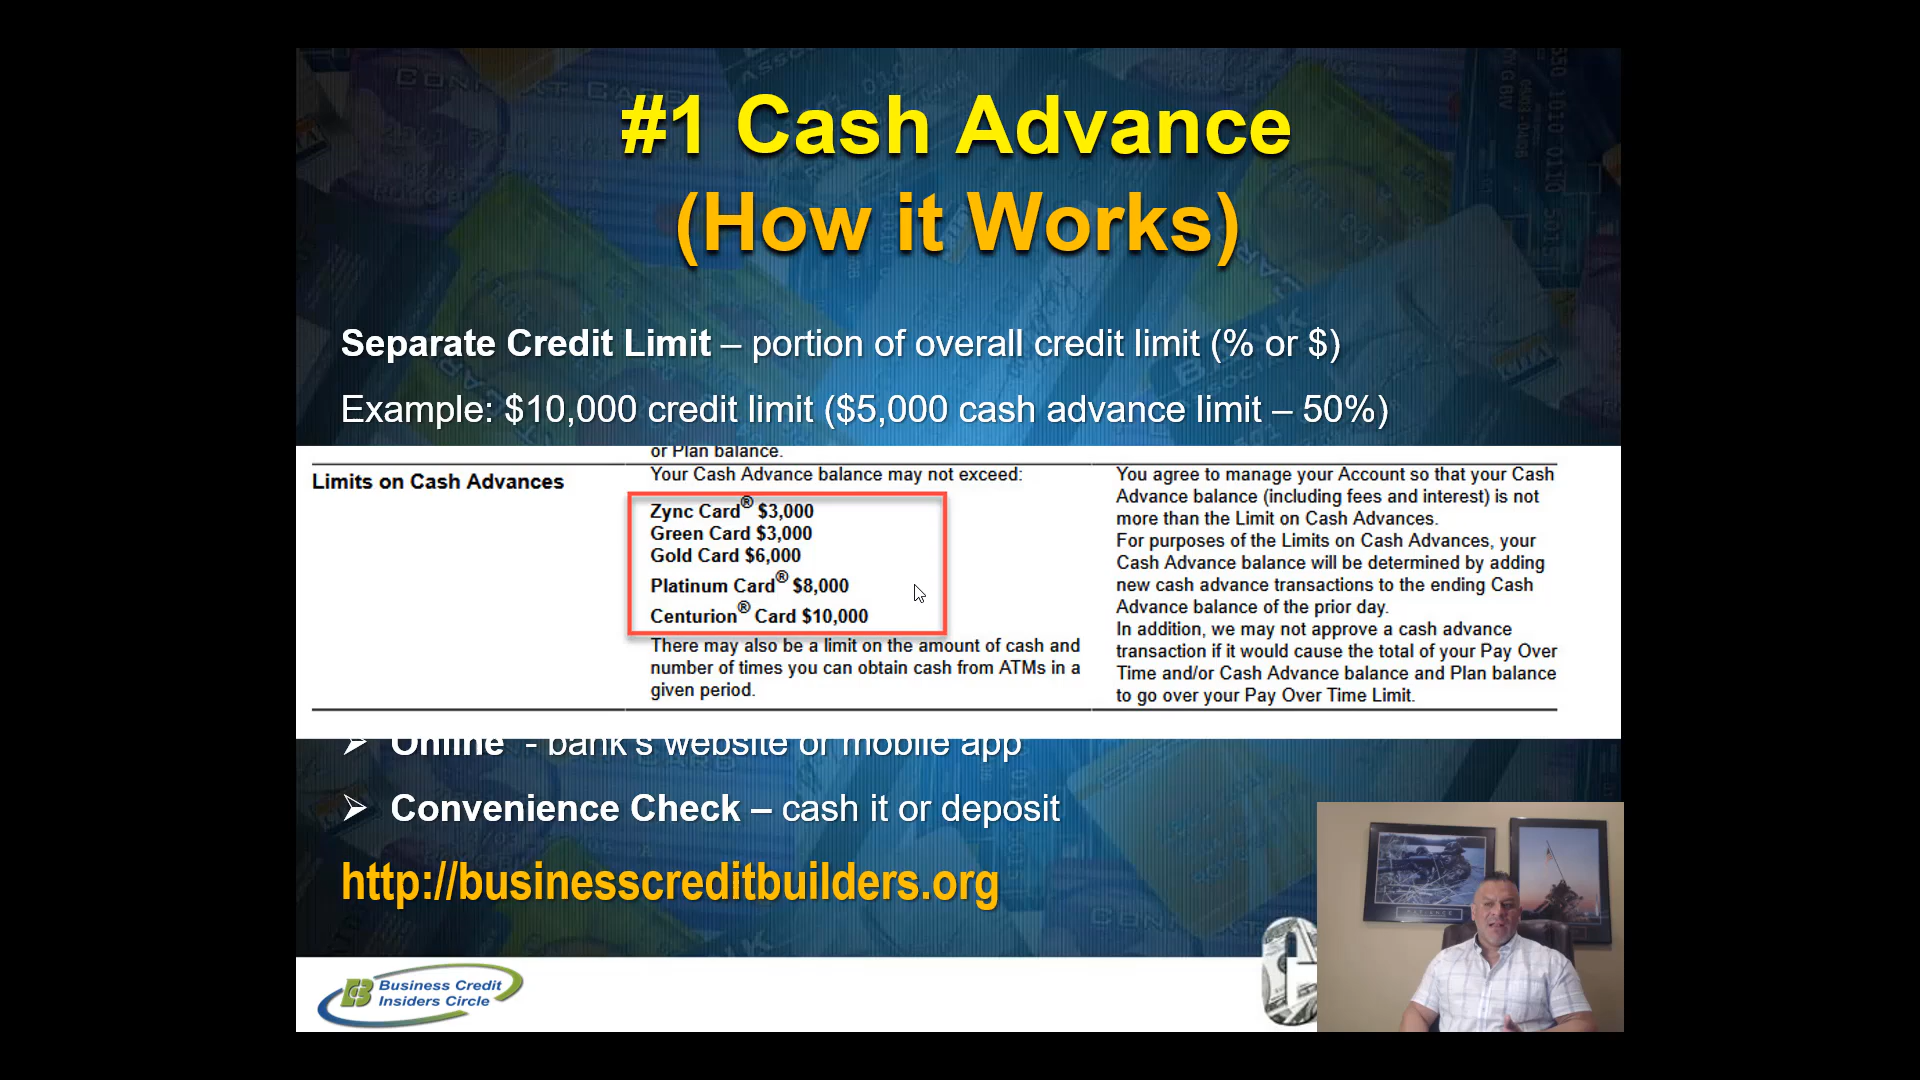 #1 Cash Advance
(How it Works)
Separate Credit Limit – portion of overall credit limit (% or $)
Example: $10,000 credit limit ($5,000 cash advance limit – 50%)
or Plan balance.
Limits on Cash Advances
Your Cash Advance balance may not exceed:
Zync Card® $3,000
Green Card $3,000
Gold Card $6,000
Platinum Card® $8,000
Centurion® Card $10,000
There may also be a limit on the amount of cash and
number of times you can obtain cash from ATMs in a
given period.
You agree to manage your Account so that your Cash
Advance balance (including fees and interest) is not
more than the Limit on Cash Advances.
For purposes of the Limits on Cash Advances, your
Cash Advance balance will be determined by adding
new cash advance transactions to the ending Cash
Advance balance of the prior day.
In addition, we may not approve a cash advance
transaction if it would cause the total of your Pay Over
Time and/or Cash Advance balance and Plan balance
to go over your Pay Over Time Limit.
➢ Online - bank's website or mobile app
➢ Convenience Check – cash it or deposit
http://businesscreditbuilders.org
Business Credit
Insiders Circle